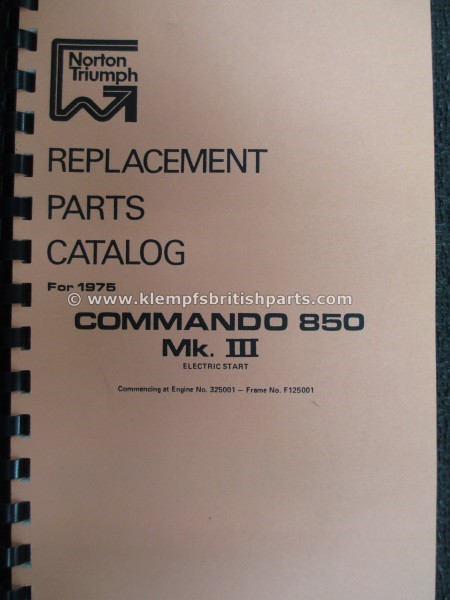 Norton
Triumph
REPLACEMENT
PARTS
CATALOG
For 1975
© www.klempfsbritishparts.com
COMMANDO 850
Mk. III
ELECTRIC START
Commencing at Engine No. 325001 – Frame No. F125001